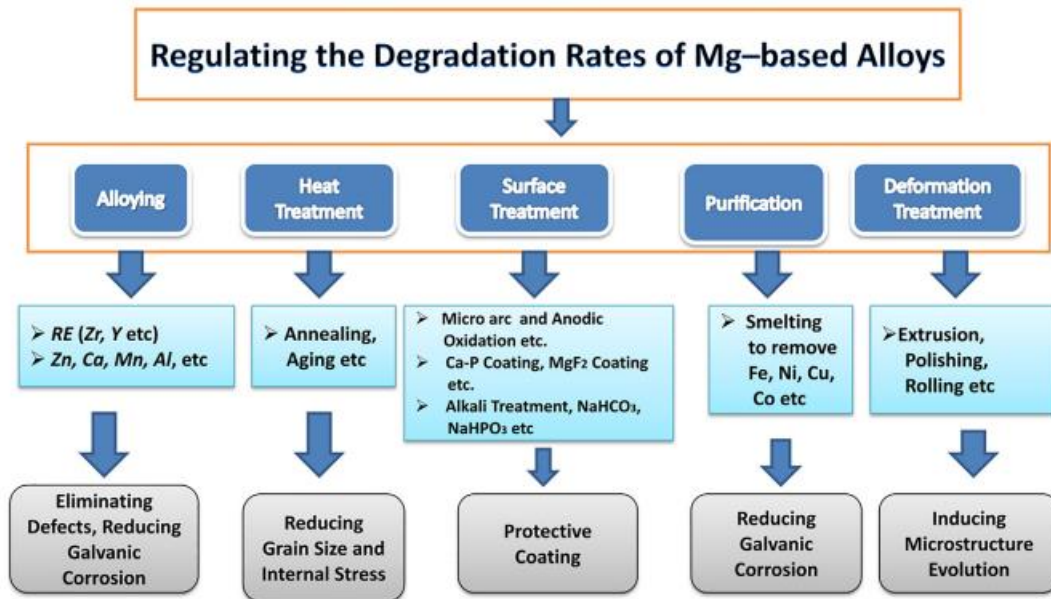 Regulating the Degradation Rates of Mg–based Alloys
Alloying
Heat
Treatment
Surface
Treatment
Purification
Deformation
Treatment
➢ RE (Zr, Y etc)
➢ Zn, Ca, Mn, Al, etc
➢ Annealing,
Aging etc
➢ Micro arc and Anodic
Oxidation etc.
➢ Ca-P Coating, MgF₂ Coating
etc.
➢ Alkali Treatment, NaHCO₃,
NaHPO₃ etc
➢ Smelting
to remove
Fe, Ni, Cu,
Co etc
➢ Extrusion,
Polishing,
Rolling etc
Eliminating
Defects, Reducing
Galvanic
Corrosion
Reducing
Grain Size and
Internal Stress
Protective
Coating
Reducing
Galvanic
Corrosion
Inducing
Microstructure
Evolution